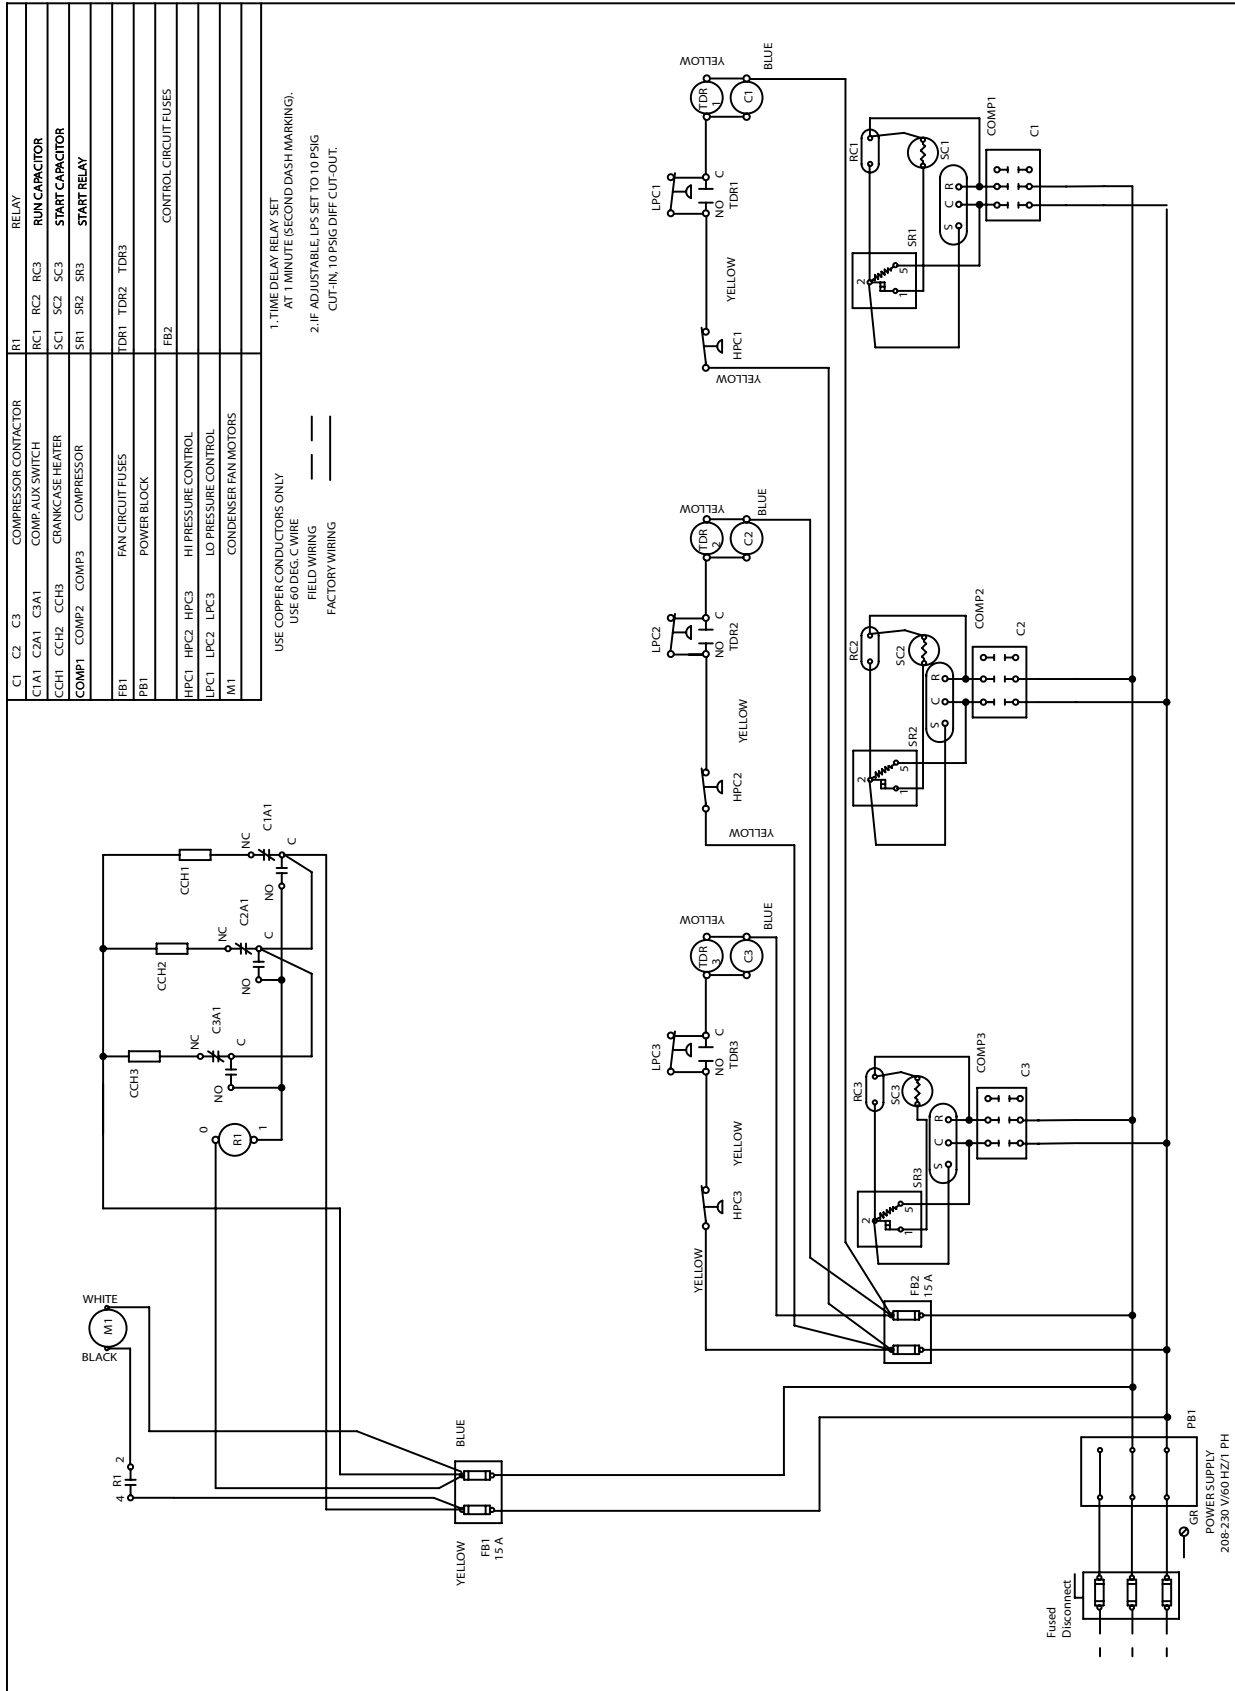 C1 C2 C3 COMPRESSOR CONTACTOR R1 RELAY
C1A1 C2A1 C3A1 COMP. AUX SWITCH RC1 RC2 RC3 RUN CAPACITOR
CCH1 CCH2 CCH3 CRANKCASE HEATER SC1 SC2 SC3 START CAPACITOR
COMP1 COMP2 COMP3 COMPRESSOR SR1 SR2 SR3 START RELAY
FB1 FAN CIRCUIT FUSES TDR1 TDR2 TDR3
PB1 POWER BLOCK
FB2 CONTROL CIRCUIT FUSES
HPC1 HPC2 HPC3 HI PRESSURE CONTROL
LPC1 LPC2 LPC3 LO PRESSURE CONTROL
M1 CONDENSER FAN MOTORS
USE COPPER CONDUCTORS ONLY
USE 60 DEG. C WIRE
FIELD WIRING
FACTORY WIRING
1. TIME DELAY RELAY SET
AT 1 MINUTE (SECOND DASH MARKING).
2. IF ADJUSTABLE, LPS SET TO 10 PSIG
CUT-IN, 10 PSIG DIFF CUT-OUT.
WHITE
M1
BLACK
4 R1 2
YELLOW
FB1
15 A
BLUE
0 R1 1
CCH3
NC
C3A1
NO
C
CCH2
NC
C2A1
NO
C
CCH1
NC
C1A1
NO
C
YELLOW
HPC3
YELLOW
LPC3
NO C
TDR3
TDR
3
C3
YELLOW
BLUE
YELLOW
HPC2
YELLOW
LPC2
NO C
TDR2
TDR
2
C2
YELLOW
BLUE
YELLOW
HPC1
YELLOW
LPC1
NO C
TDR1
TDR
1
C1
YELLOW
BLUE
FB2
15 A
2
1 5
SR3
RC3
SC3
S C R
COMP3
C3
2
1 5
SR2
RC2
SC2
S C R
COMP2
C2
2
1 5
SR1
RC1
SC1
S C R
COMP1
C1
Fused
Disconnect
GR
PB1
POWER SUPPLY
208-230 V/60 HZ/1 PH